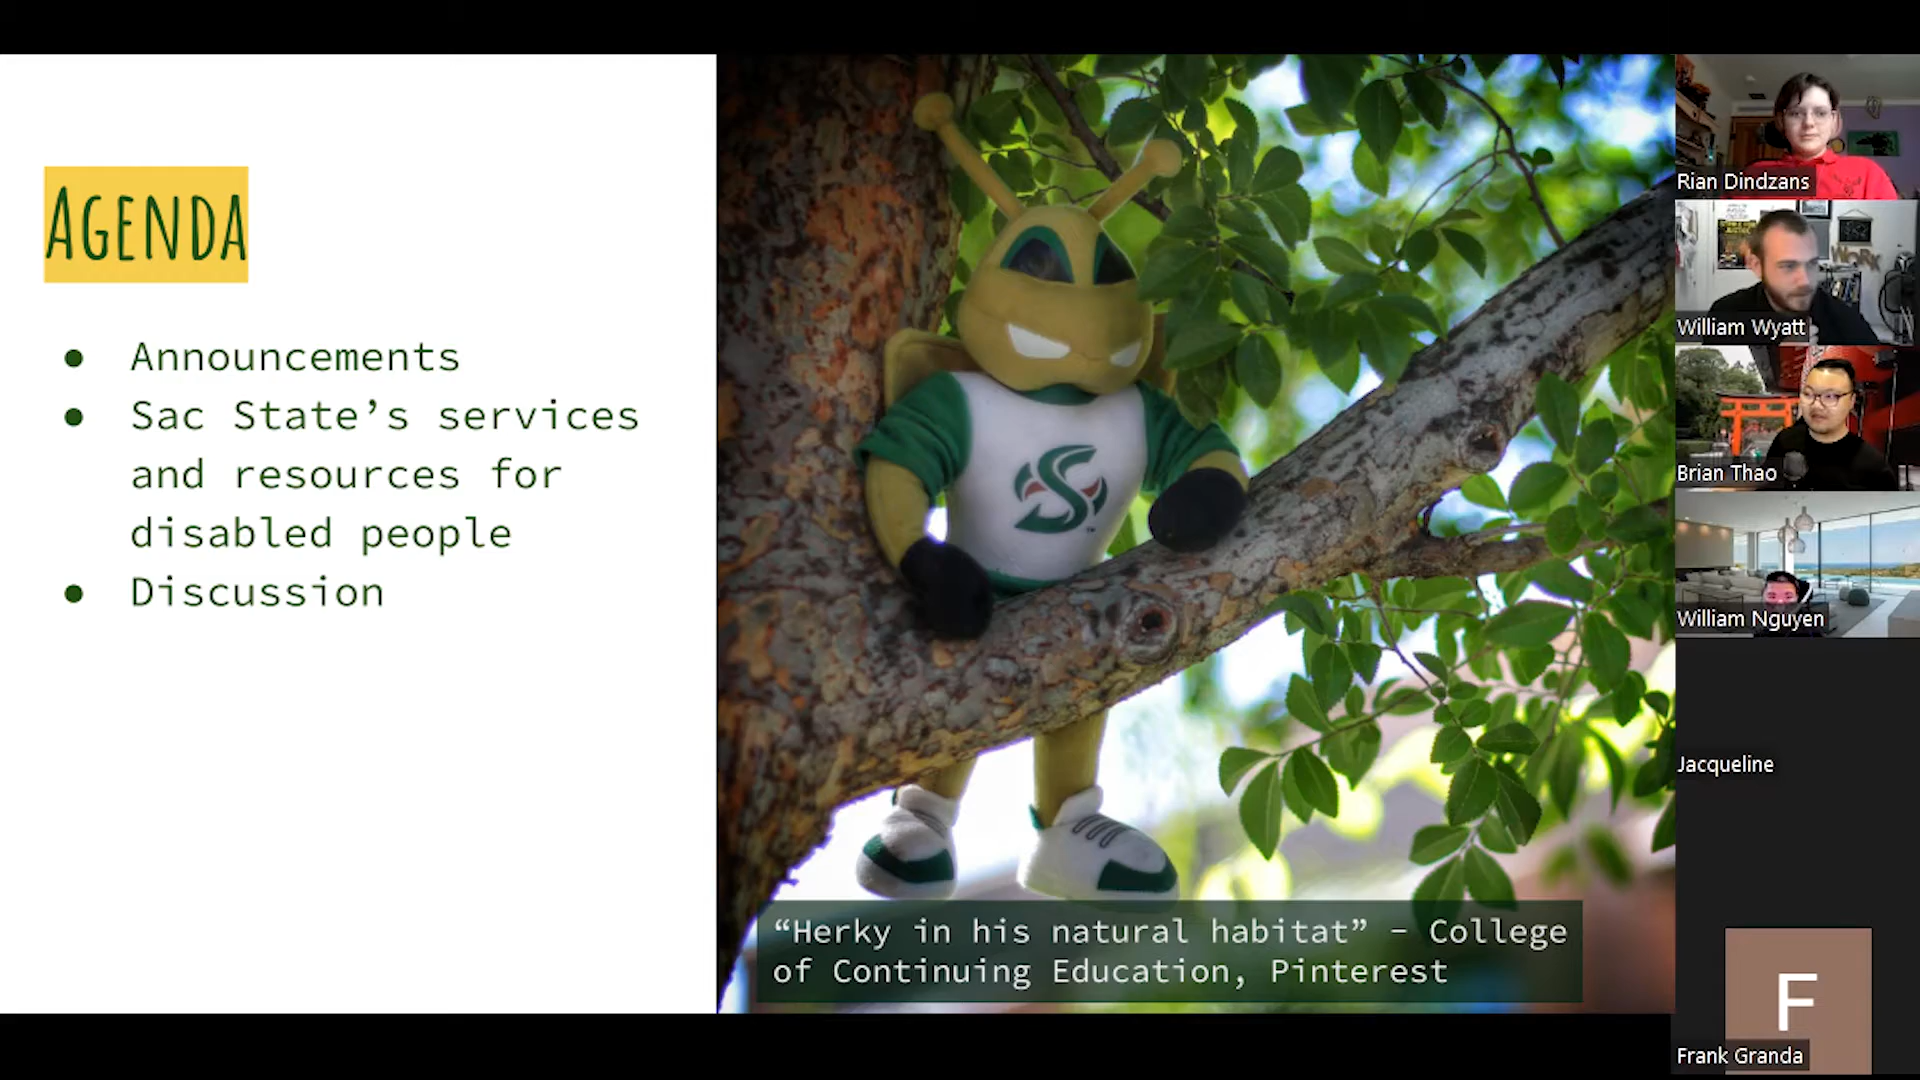 AGENDA
● Announcements
● Sac State’s services
and resources for
disabled people
● Discussion
“Herky in his natural habitat” – College
of Continuing Education, Pinterest
Rian Dindzans
William Wyatt
Brian Thao
William Nguyen
Jacqueline
F
Frank Granda